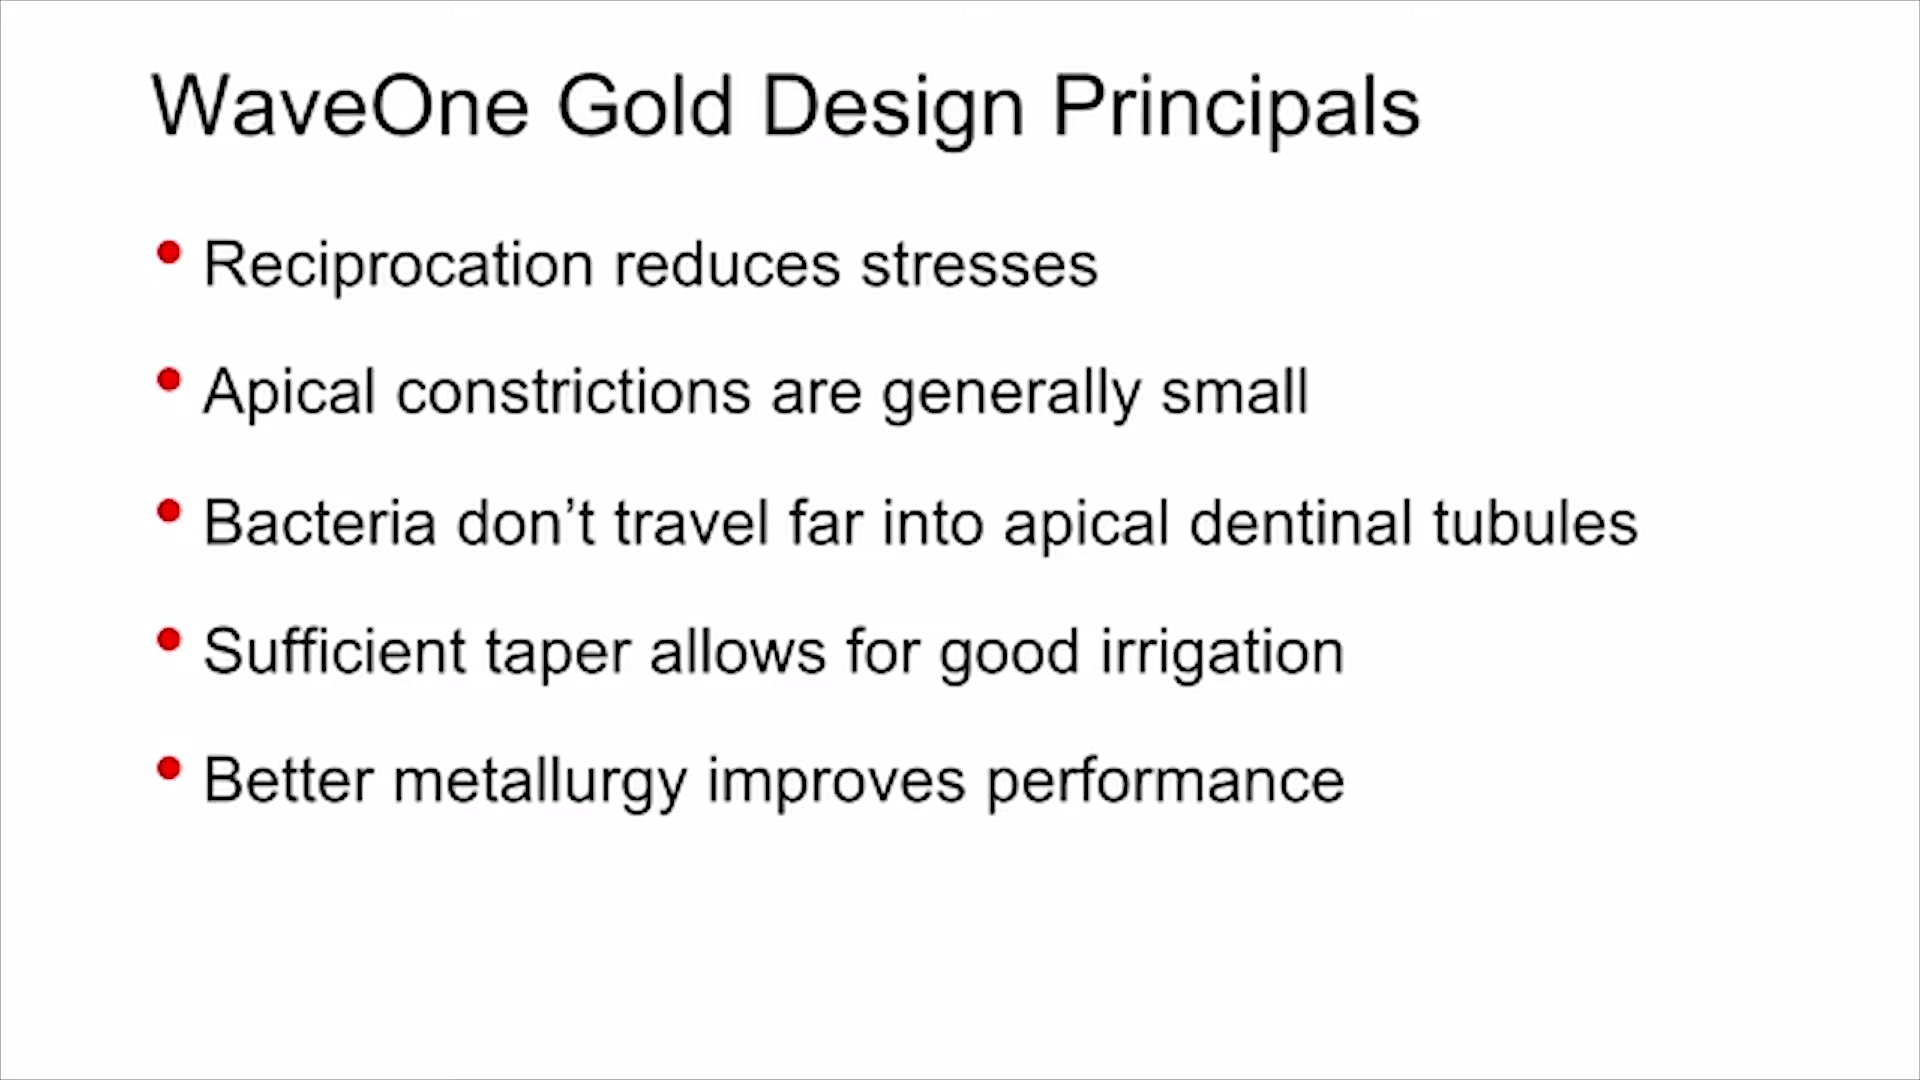 WaveOne Gold Design Principals
• Reciprocation reduces stresses
• Apical constrictions are generally small
• Bacteria don’t travel far into apical dentinal tubules
• Sufficient taper allows for good irrigation
• Better metallurgy improves performance